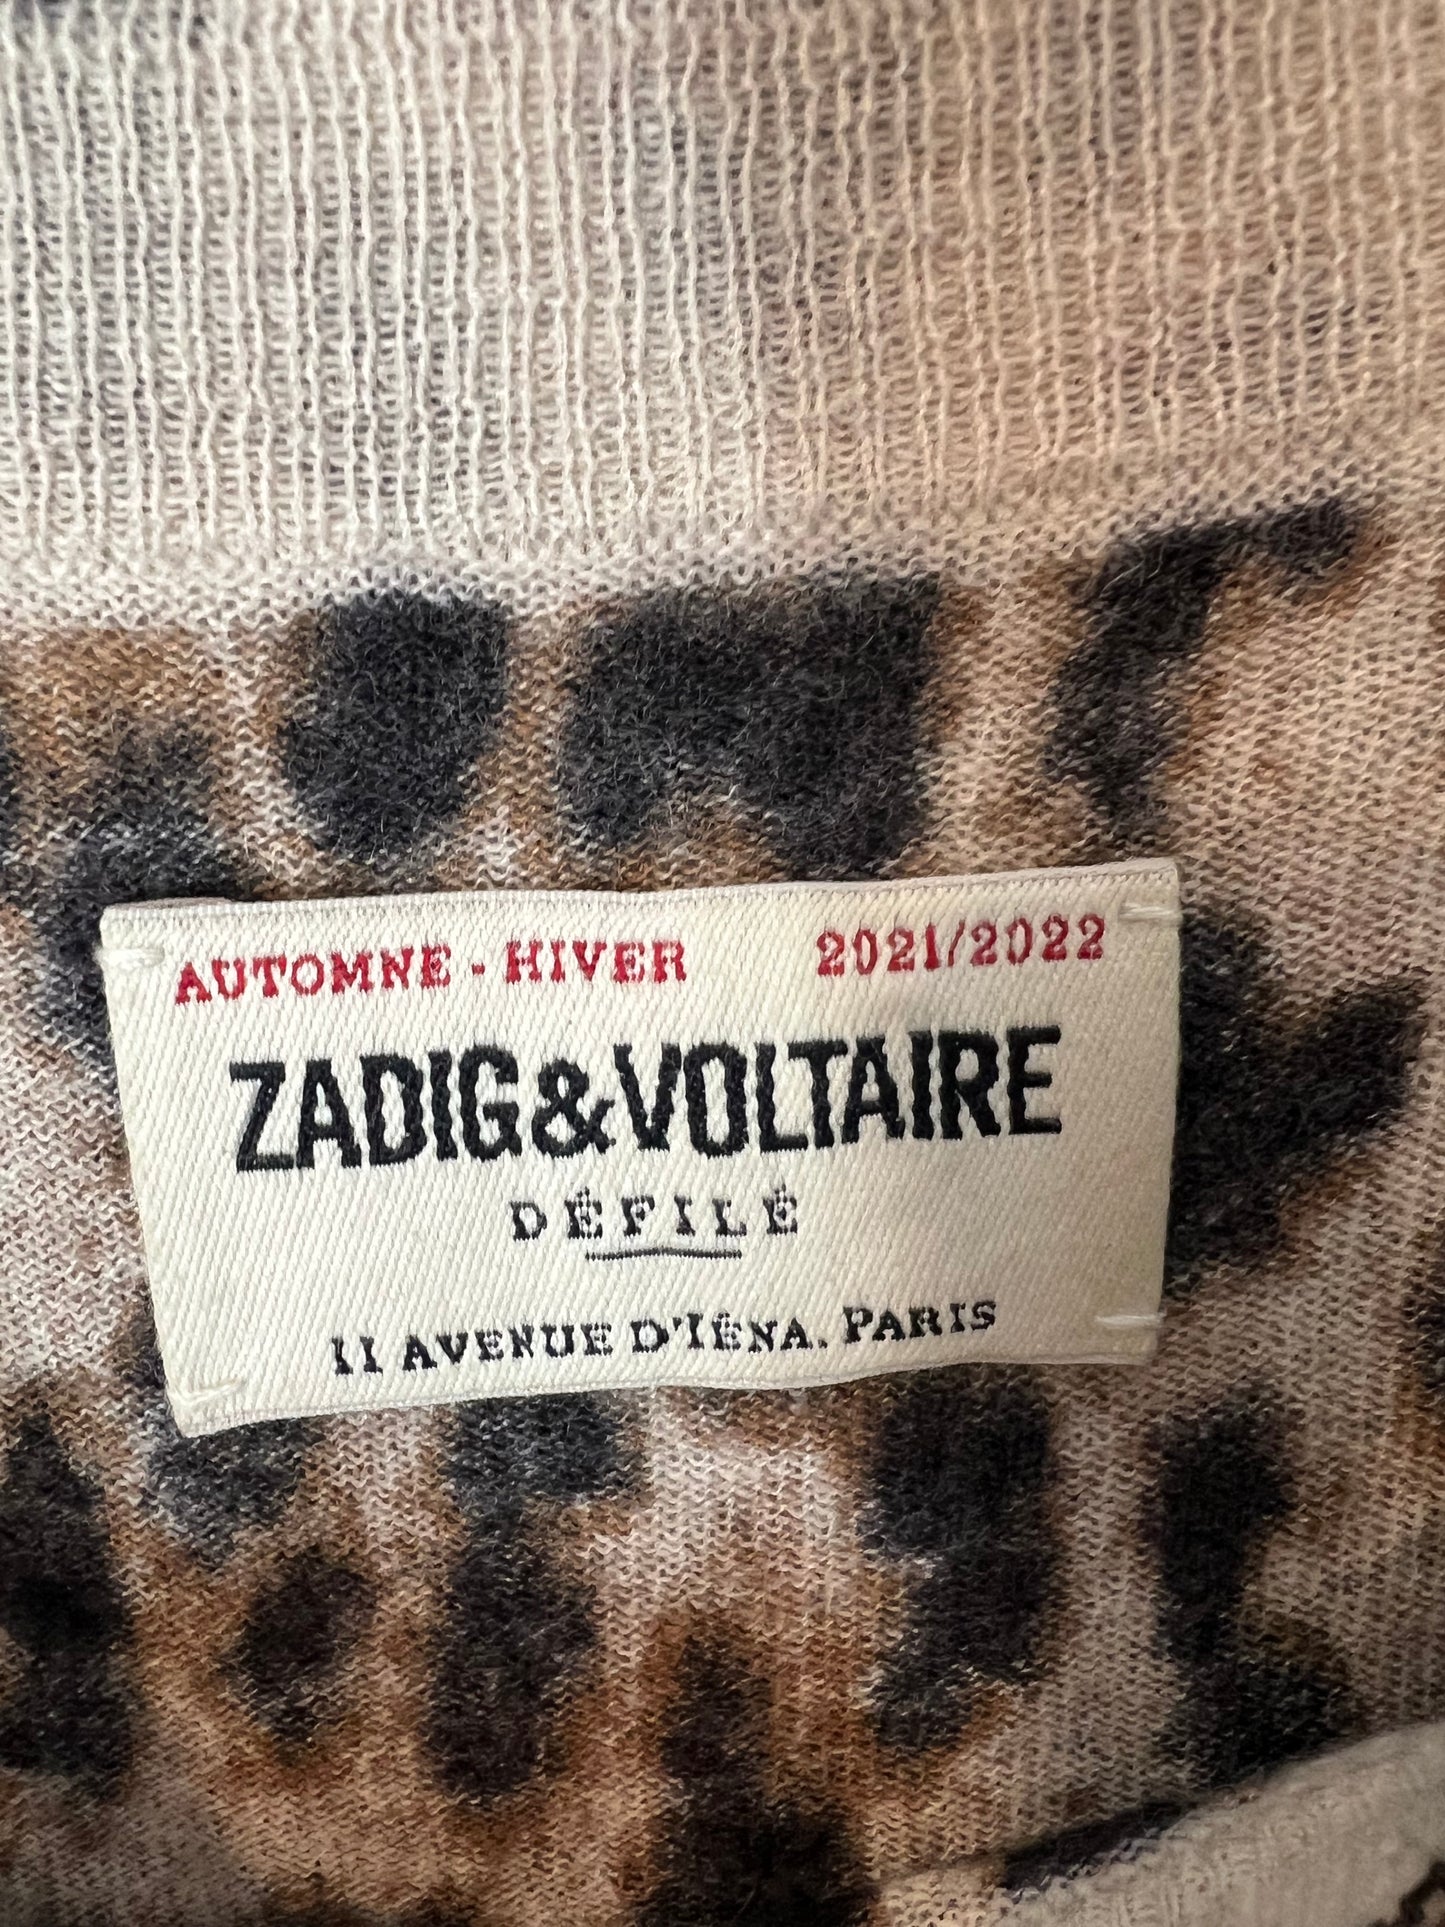 AUTOMNE - HIVER 2021/2022
ZADIG&VOLTAIRE
DÉFILÉ
11 AVENUE D'IÉNA. PARIS